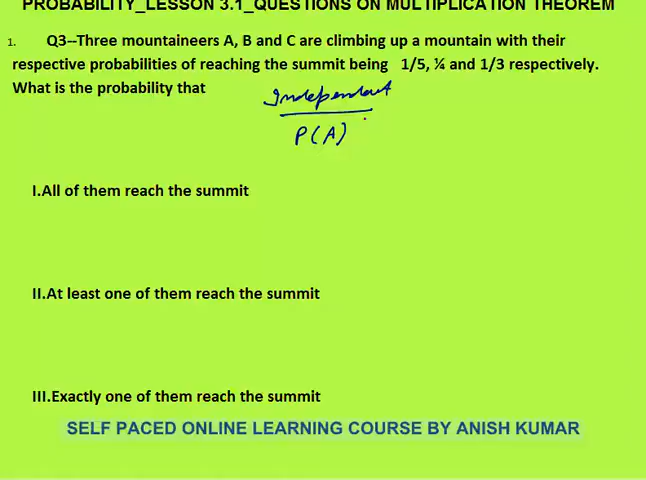 PROBABILITY_LESSON 3.1_QUESTIONS ON MULTIPLICATION THEOREM
1. Q3--Three mountaineers A, B and C are climbing up a mountain with their
respective probabilities of reaching the summit being 1/5, ¼ and 1/3 respectively.
What is the probability that
Independent
P(A)
I.All of them reach the summit
II.At least one of them reach the summit
III.Exactly one of them reach the summit
SELF PACED ONLINE LEARNING COURSE BY ANISH KUMAR